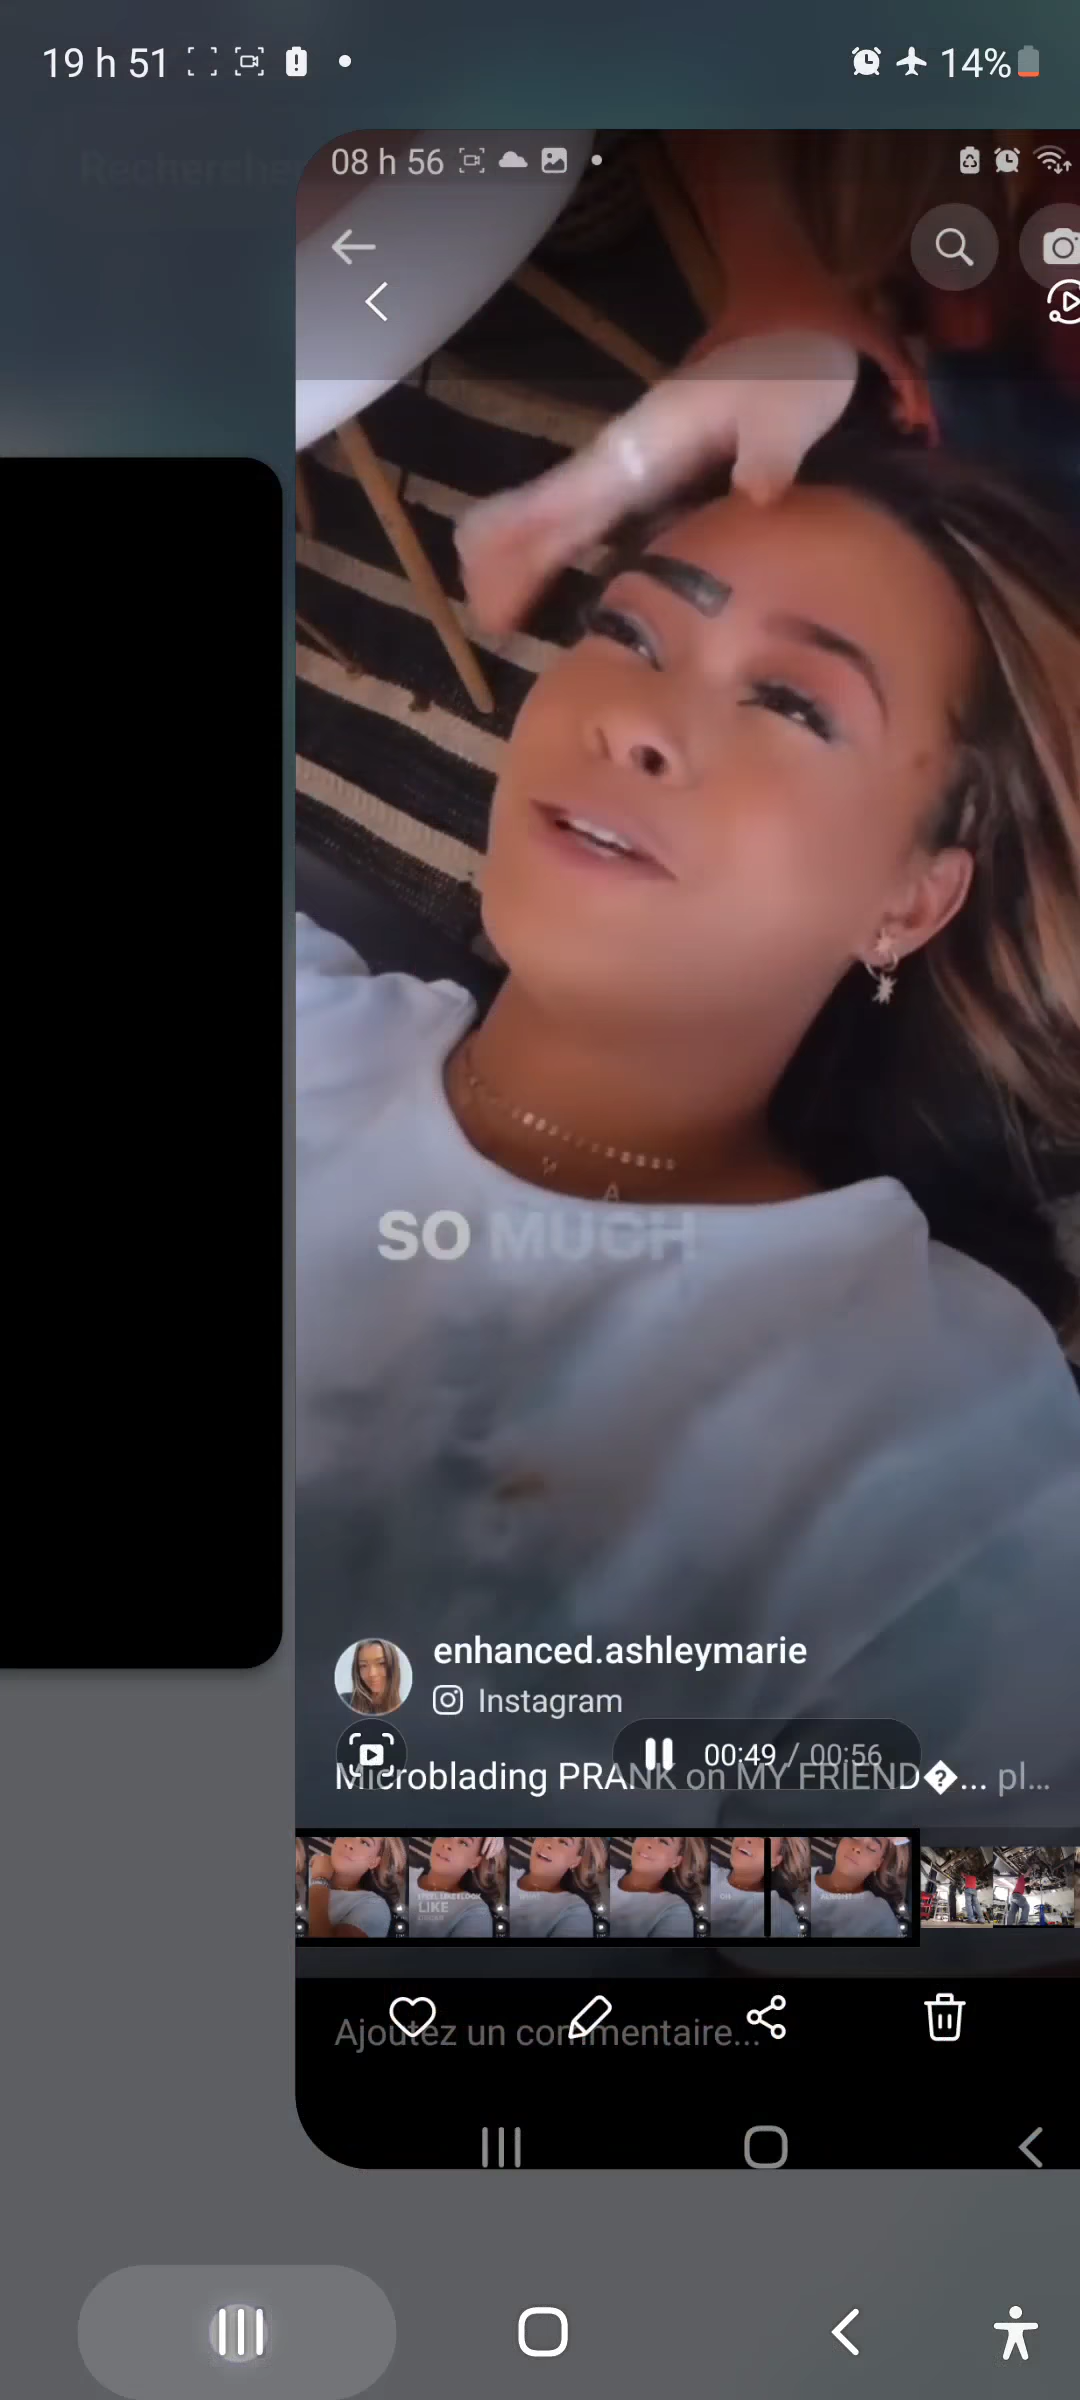 19 h 51
14%
Recherche
08 h 56
SO MUCH
enhanced.ashleymarie
Instagram
00:49 / 00:56
Microblading PRANK on MY FRIEND�... pl...
LIKE
Ajoutez un commentaire...